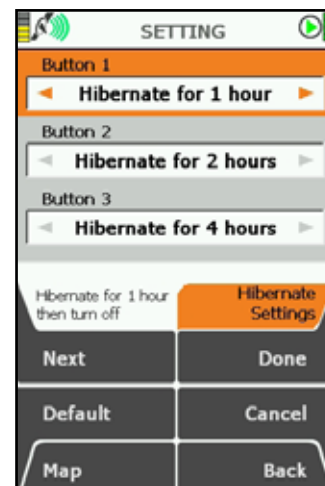 SETTING
Button 1
Hibernate for 1 hour
Button 2
Hibernate for 2 hours
Button 3
Hibernate for 4 hours
Hibernate for 1 hour
then turn off
Hibernate
Settings
Next
Done
Default
Cancel
Map
Back